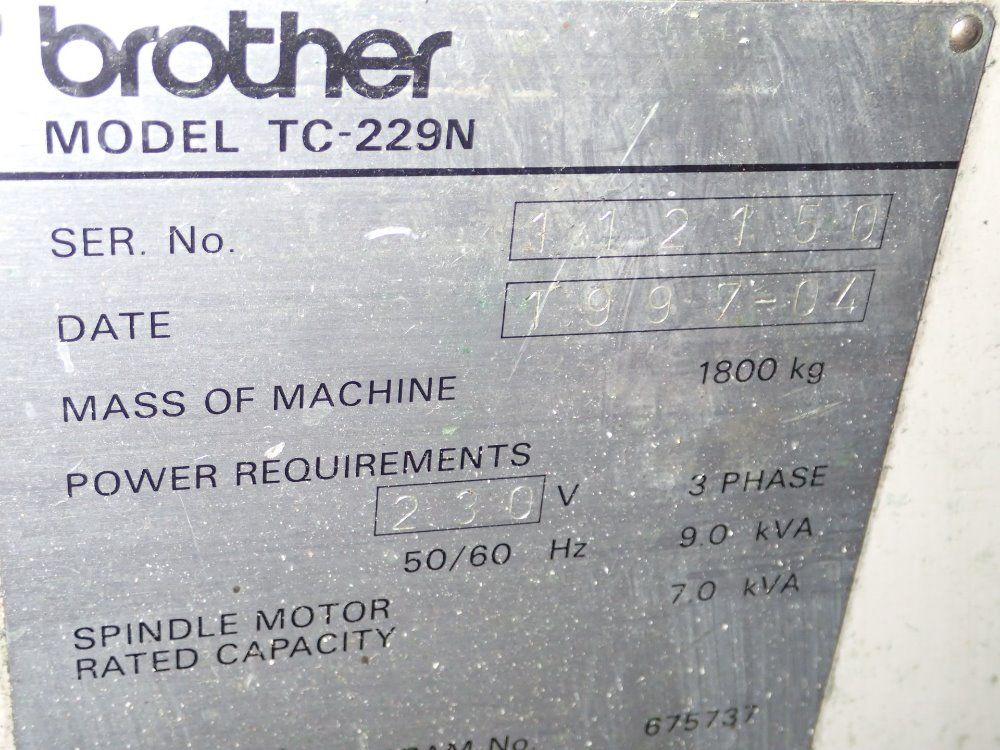 brother
MODEL TC-229N
SER. No. 112150
DATE 1997-04
MASS OF MACHINE 1800 kg
POWER REQUIREMENTS
230 V 3 PHASE
50/60 Hz 9.0 kVA
SPINDLE MOTOR 7.0 kVA
RATED CAPACITY
No. 675737